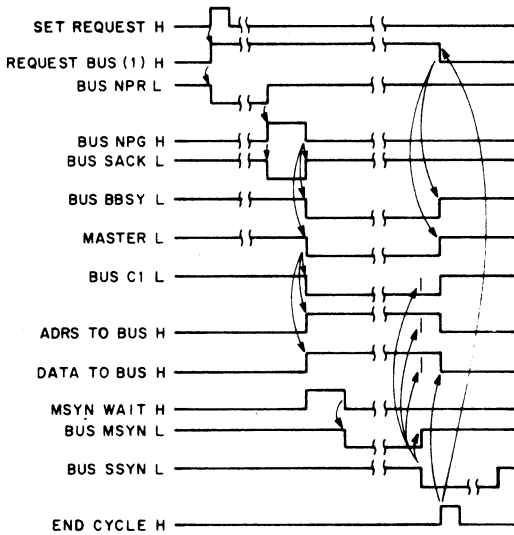 SET REQUEST H
REQUEST BUS (1) H
BUS NPR L
BUS NPG H
BUS SACK L
BUS BBSY L
MASTER L
BUS C1 L
ADRS TO BUS H
DATA TO BUS H
MSYN WAIT H
BUS MSYN L
BUS SSYN L
END CYCLE H